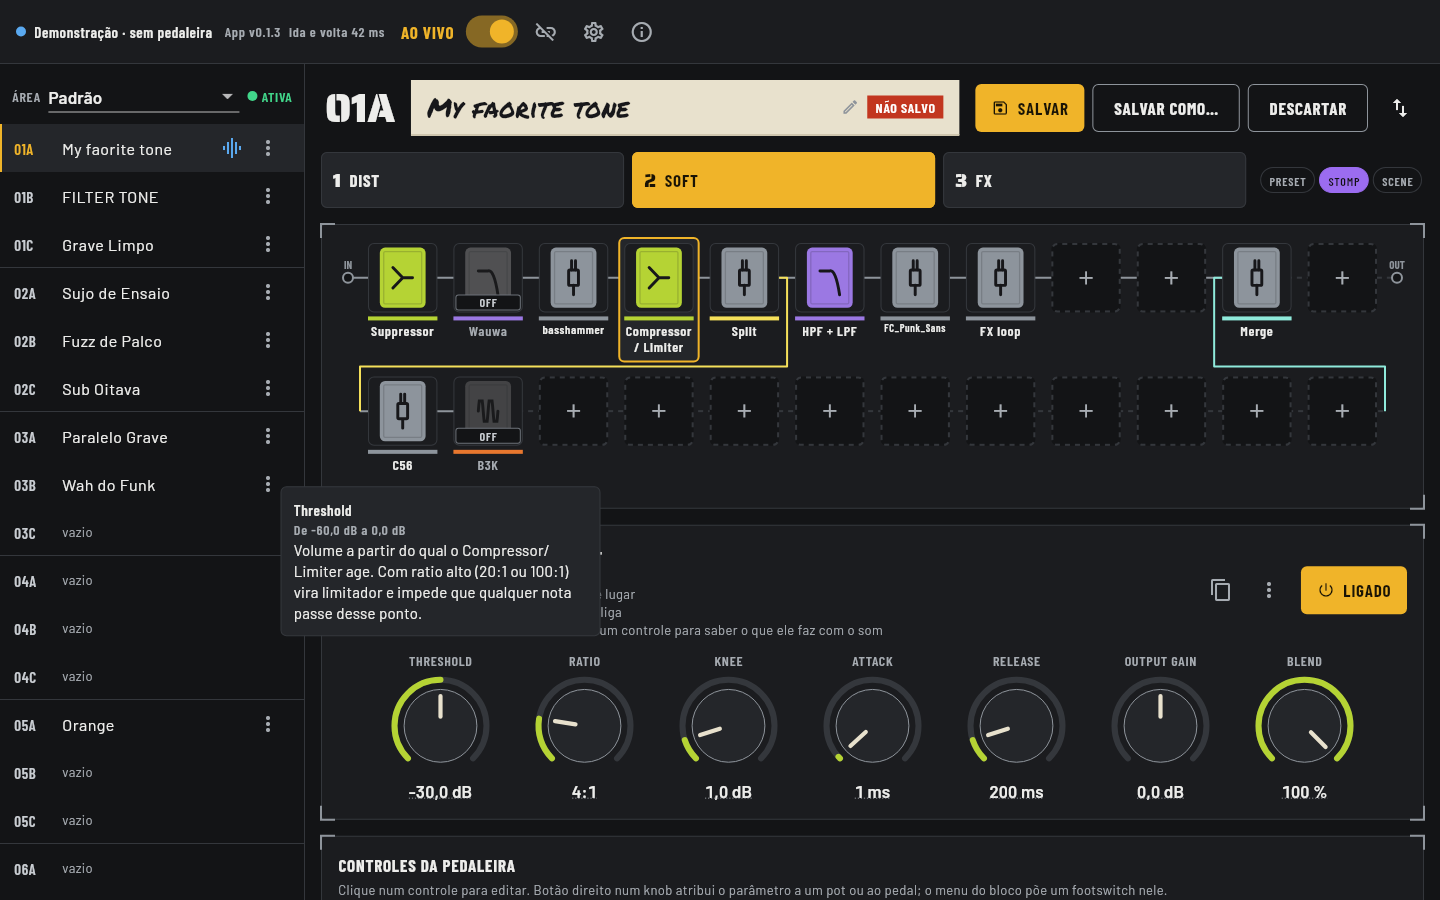 Demonstração · sem pedaleira App v0.1.3 Ida e volta 42 ms AO VIVO
ÁREA Padrão ATIVA
01A My faorite tone
01B FILTER TONE
01C Grave Limpo
02A Sujo de Ensaio
02B Fuzz de Palco
02C Sub Oitava
03A Paralelo Grave
03B Wah do Funk
03C vazio
04A vazio
04B vazio
04C vazio
05A Orange
05B vazio
05C vazio
06A vazio
01A My faorite tone NÃO SALVO SALVAR SALVAR COMO... DESCARTAR
1 DIST 2 SOFT 3 FX PRESET STOMP SCENE
IN OUT
OFF
Suppressor Wauwa basshammer Compressor / Limiter Split HPF + LPF FC_Punk_Sans FX loop Merge
OFF
C56 B3K
Threshold
De -60,0 dB a 0,0 dB
Volume a partir do qual o Compressor/
Limiter age. Com ratio alto (20:1 ou 100:1)
vira limitador e impede que qualquer nota
passe desse ponto.
lugar
liga
um controle para saber o que ele faz com o som
LIGADO
THRESHOLD RATIO KNEE ATTACK RELEASE OUTPUT GAIN BLEND
-30,0 dB 4:1 1,0 dB 1 ms 200 ms 0,0 dB 100 %
CONTROLES DA PEDALEIRA
Clique num controle para editar. Botão direito num knob atribui o parâmetro a um pot ou ao pedal; o menu do bloco põe um footswitch nele.